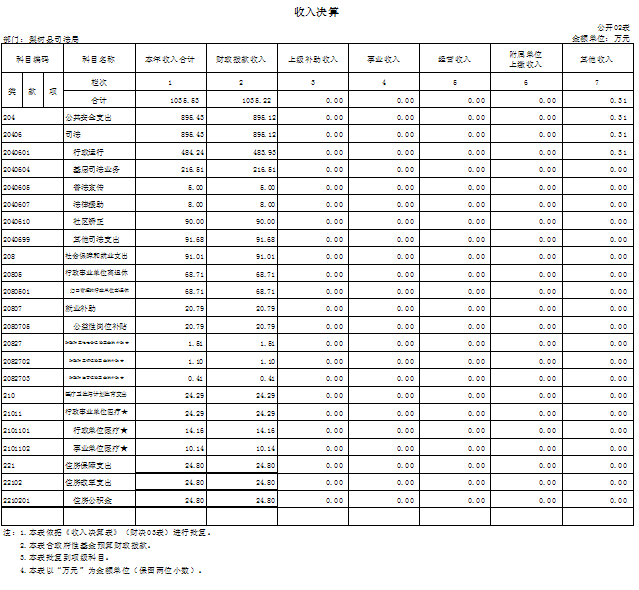 收入决算
公开02表
部门：梨树县司法局 金额单位：万元
科目编码 科目名称 本年收入合计 财政拨款收入 上级补助收入 事业收入 经营收入 附属单位上缴收入 其他收入
类 款 项 栏次 1 2 3 4 5 6 7
合计 1035.53 1035.22 0.00 0.00 0.00 0.00 0.31
204 公共安全支出 895.43 895.12 0.00 0.00 0.00 0.00 0.31
20406 司法 895.43 895.12 0.00 0.00 0.00 0.00 0.31
2040601 行政运行 484.24 483.93 0.00 0.00 0.00 0.00 0.31
2040604 基层司法业务 216.51 216.51 0.00 0.00 0.00 0.00 0.00
2040605 普法宣传 5.00 5.00 0.00 0.00 0.00 0.00 0.00
2040607 法律援助 8.00 8.00 0.00 0.00 0.00 0.00 0.00
2040610 社区矫正 90.00 90.00 0.00 0.00 0.00 0.00 0.00
2040699 其他司法支出 91.68 91.68 0.00 0.00 0.00 0.00 0.00
208 社会保障和就业支出 91.01 91.01 0.00 0.00 0.00 0.00 0.00
20805 行政事业单位离退休 68.71 68.71 0.00 0.00 0.00 0.00 0.00
2080501 68.71 68.71 0.00 0.00 0.00 0.00 0.00
20807 就业补助 20.79 20.79 0.00 0.00 0.00 0.00 0.00
2080705 公益性岗位补贴 20.79 20.79 0.00 0.00 0.00 0.00 0.00
20827 1.51 1.51 0.00 0.00 0.00 0.00 0.00
2082702 1.10 1.10 0.00 0.00 0.00 0.00 0.00
2082703 0.41 0.41 0.00 0.00 0.00 0.00 0.00
210 医疗卫生与计划生育支出 24.29 24.29 0.00 0.00 0.00 0.00 0.00
21011 行政事业单位医疗★ 24.29 24.29 0.00 0.00 0.00 0.00 0.00
2101101 行政单位医疗★ 14.16 14.16 0.00 0.00 0.00 0.00 0.00
2101102 事业单位医疗★ 10.14 10.14 0.00 0.00 0.00 0.00 0.00
221 住房保障支出 24.80 24.80 0.00 0.00 0.00 0.00 0.00
22102 住房改革支出 24.80 24.80 0.00 0.00 0.00 0.00 0.00
2210201 住房公积金 24.80 24.80 0.00 0.00 0.00 0.00 0.00
注：1.本表依据《收入决算表》（财决03表）进行批复。
2.本表含政府性基金预算财政拨款。
3.本表批复到项级科目。
4.本表以“万元”为金额单位（保留两位小数）。